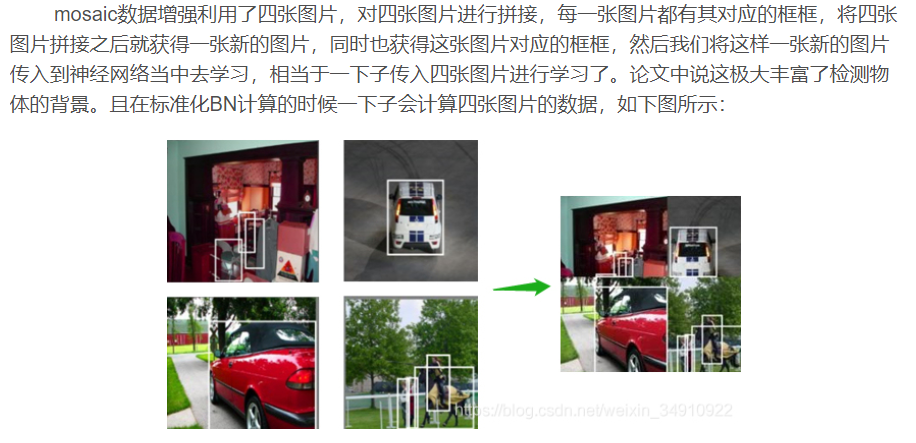 mosaic数据增强利用了四张图片，对四张图片进行拼接，每一张图片都有其对应的框框，将四张
图片拼接之后就获得一张新的图片，同时也获得这张图片对应的框框，然后我们将这样一张新的图片
传入到神经网络当中去学习，相当于一下子传入四张图片进行学习了。论文中说这极大丰富了检测物
体的背景。且在标准化BN计算的时候一下子会计算四张图片的数据，如下图所示：
https://blog.csdn.net/weixin_34910922